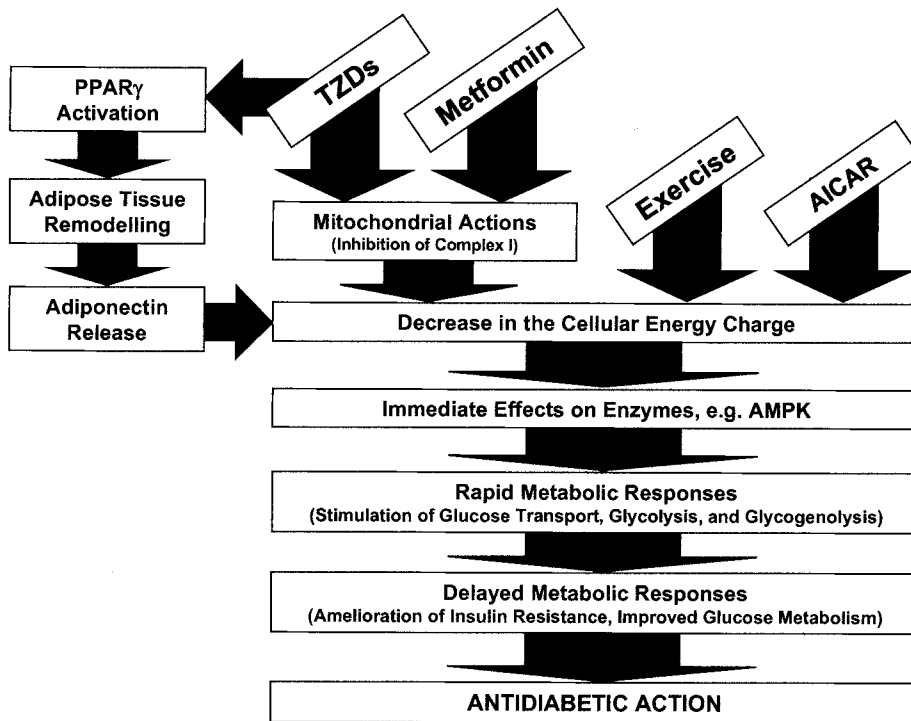 TZDs
Metformin
PPARγ
Activation
Exercise
AICAR
Adipose Tissue
Remodelling
Mitochondrial Actions
(Inhibition of Complex I)
Adiponectin
Release
Decrease in the Cellular Energy Charge
Immediate Effects on Enzymes, e.g. AMPK
Rapid Metabolic Responses
(Stimulation of Glucose Transport, Glycolysis, and Glycogenolysis)
Delayed Metabolic Responses
(Amelioration of Insulin Resistance, Improved Glucose Metabolism)
ANTIDIABETIC ACTION